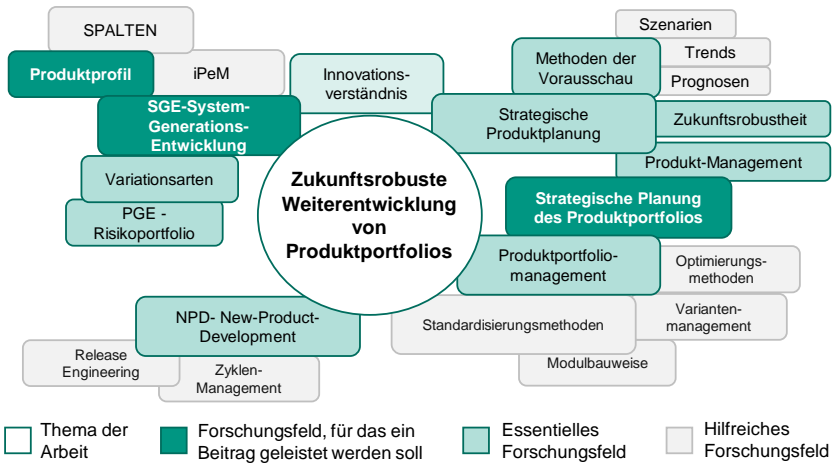 SPALTEN
Produktprofil
iPeM
SGE-System-
Generations-
Entwicklung
Variationsarten
PGE -
Risikoportfolio
Innovations-
verständnis
Szenarien
Methoden der
Vorausschau
Trends
Prognosen
Strategische
Produktplanung
Zukunftsrobustheit
Produkt-Management
Zukunftsrobuste
Weiterentwicklung
von
Produktportfolios
Strategische Planung
des Produktportfolios
Produktportfolio-
management
Optimierungs-
methoden
Varianten-
management
Standardisierungsmethoden
Modulbauweise
NPD- New-Product-
Development
Release
Engineering
Zyklen-
Management
Thema der
Arbeit
Forschungsfeld, für das ein
Beitrag geleistet werden soll
Essentielles
Forschungsfeld
Hilfreiches
Forschungsfeld